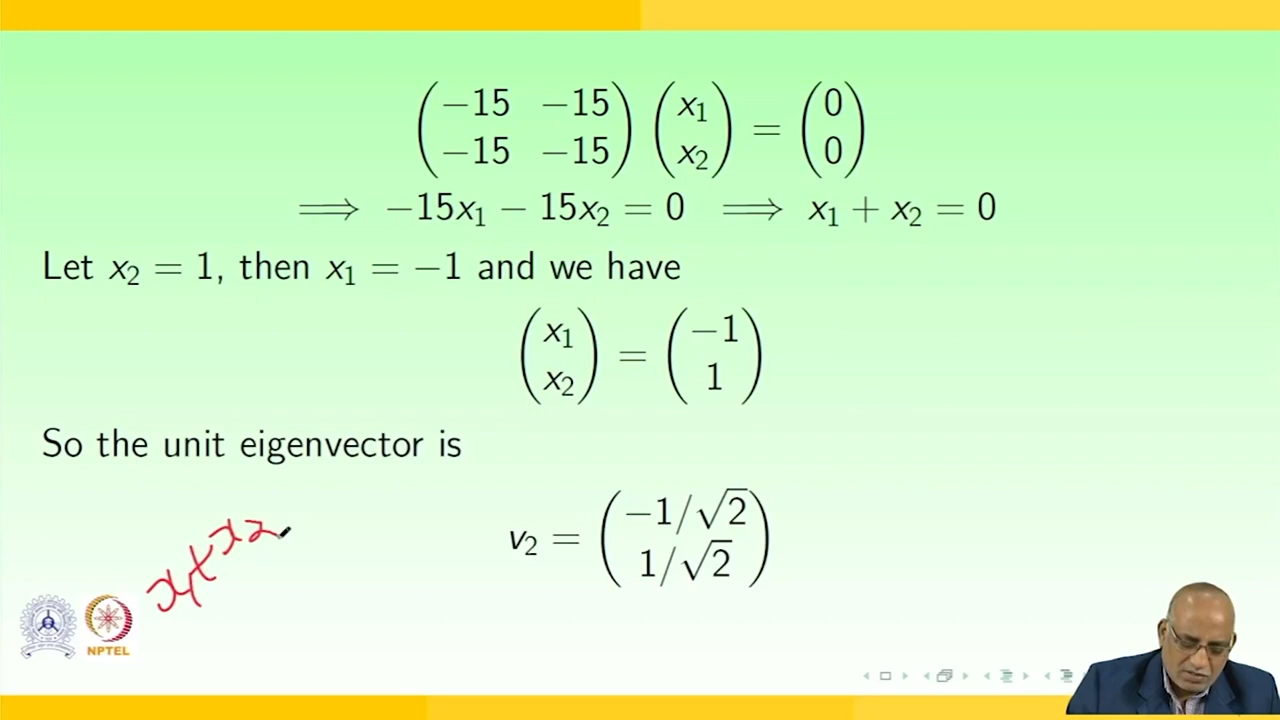 (−15 −15
−15 −15) (x₁
x₂) = (0
0)
⟹ −15x₁ − 15x₂ = 0 ⟹ x₁ + x₂ = 0
Let x₂ = 1, then x₁ = −1 and we have
(x₁
x₂) = (−1
1)
So the unit eigenvector is
v₂ = (−1/√2
1/√2)
x₁+x₂
NPTEL